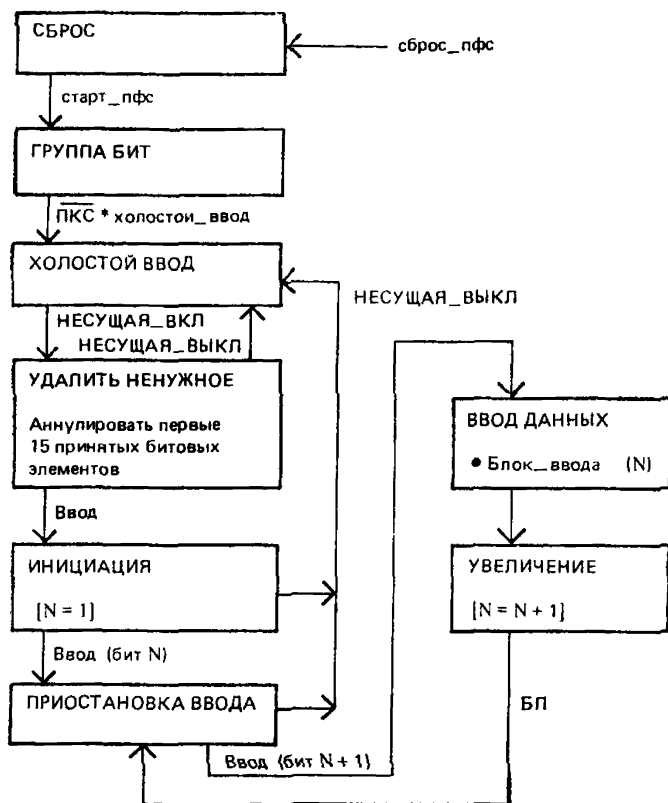 СБРОС
сброс_пфс
старт_пфс
ГРУППА БИТ
ПКС * холостои_ввод
ХОЛОСТОЙ ВВОД
НЕСУЩАЯ_ВЫКЛ
НЕСУЩАЯ_ВКЛ
НЕСУЩАЯ_ВЫКЛ
УДАЛИТЬ НЕНУЖНОЕ
Аннулировать первые
15 принятых битовых
элементов
ВВОД ДАННЫХ
• Блок_ввода (N)
Ввод
ИНИЦИАЦИЯ
[N = 1]
УВЕЛИЧЕНИЕ
[N = N + 1]
Ввод (бит N)
ПРИОСТАНОВКА ВВОДА
БП
Ввод (бит N + 1)